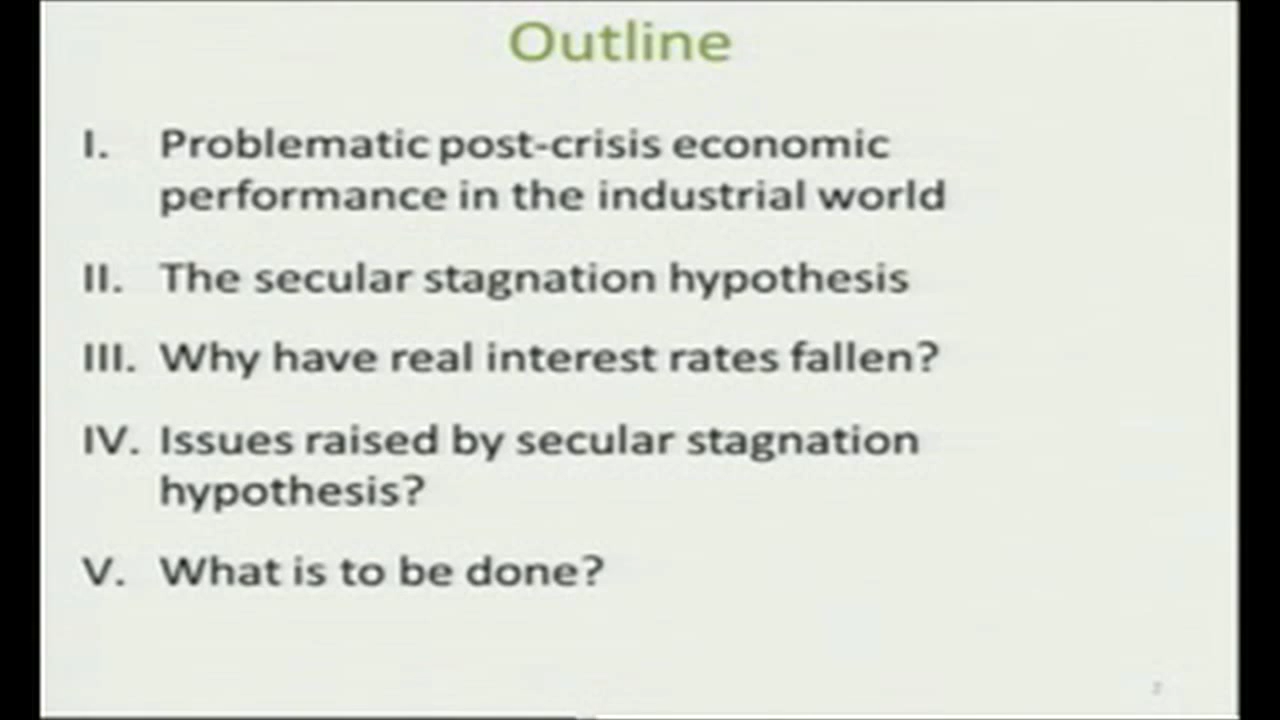 Outline
I. Problematic post-crisis economic
performance in the industrial world
II. The secular stagnation hypothesis
III. Why have real interest rates fallen?
IV. Issues raised by secular stagnation
hypothesis?
V. What is to be done?
2